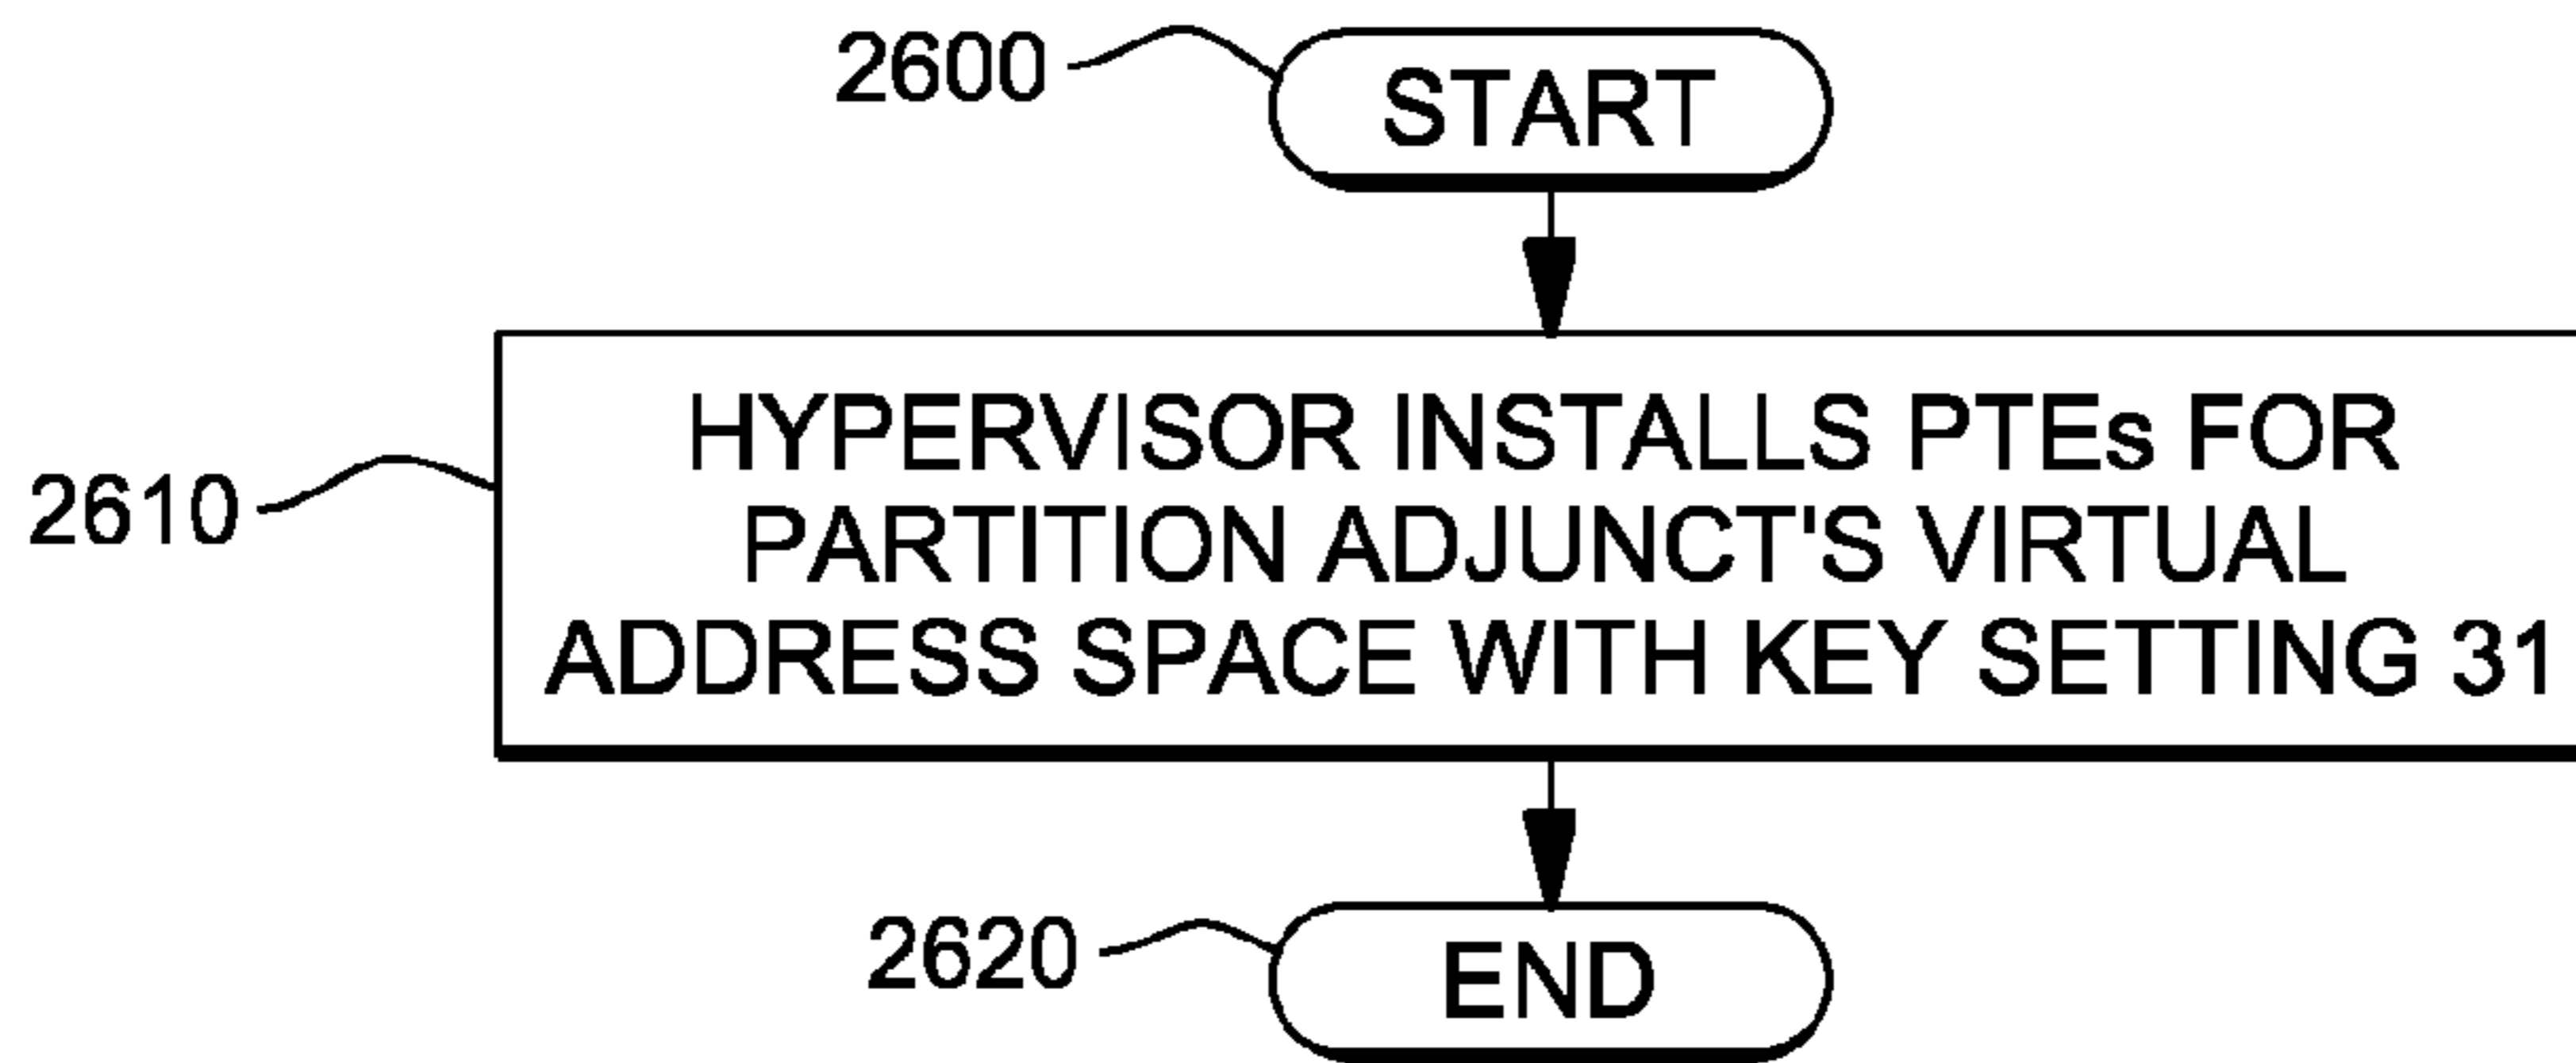 2600
START
2610
HYPERVISOR INSTALLS PTEs FOR
PARTITION ADJUNCT'S VIRTUAL
ADDRESS SPACE WITH KEY SETTING 31
2620
END